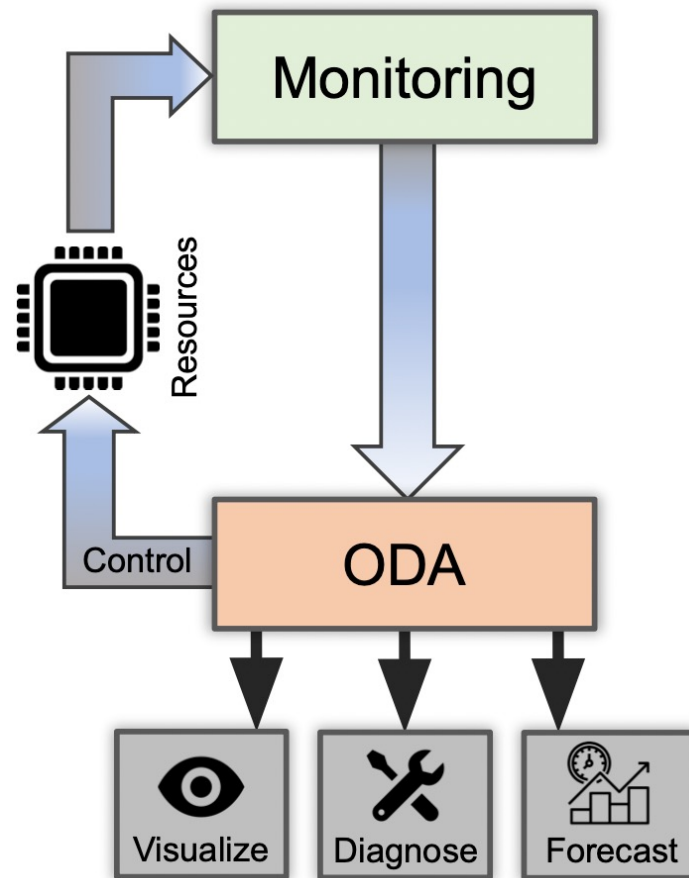 Monitoring
Resources
Control
ODA
Visualize
Diagnose
Forecast